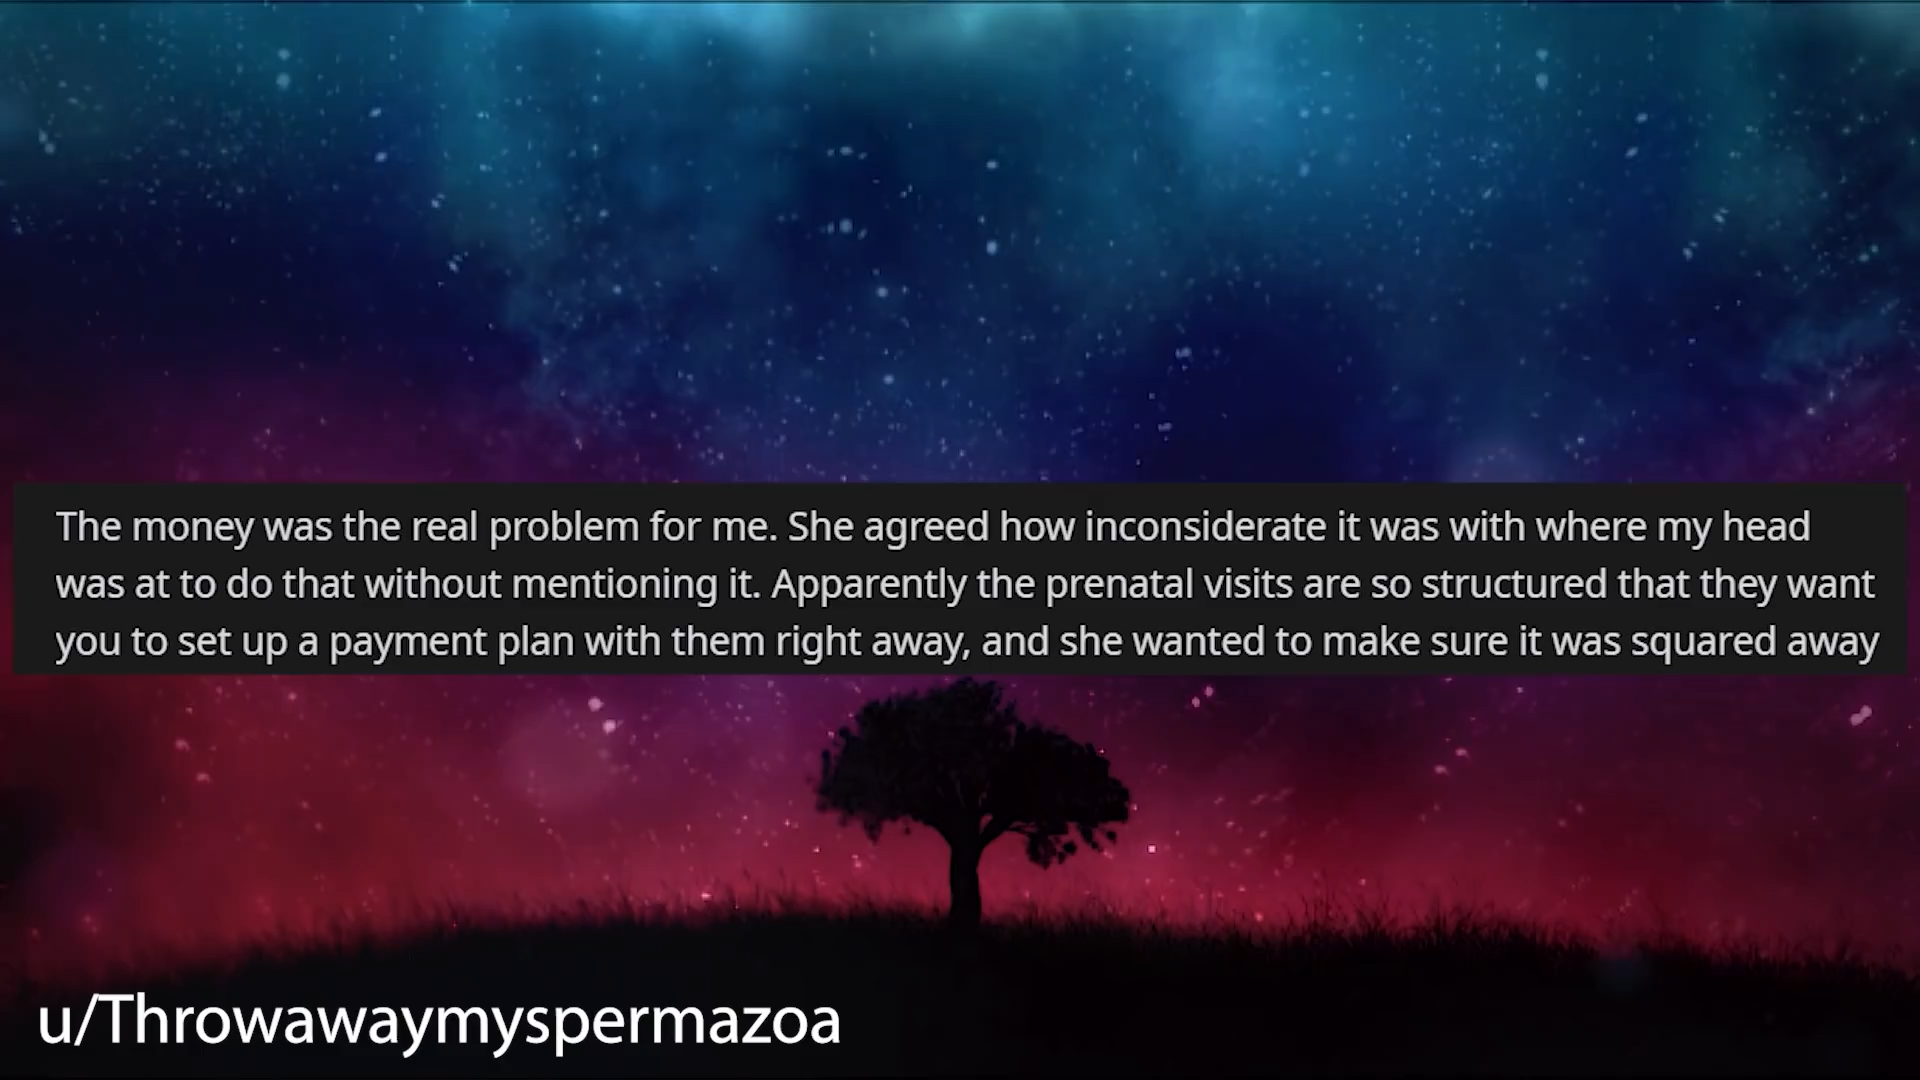 The money was the real problem for me. She agreed how inconsiderate it was with where my head
was at to do that without mentioning it. Apparently the prenatal visits are so structured that they want
you to set up a payment plan with them right away, and she wanted to make sure it was squared away
u/Throwawaymyspermazoa